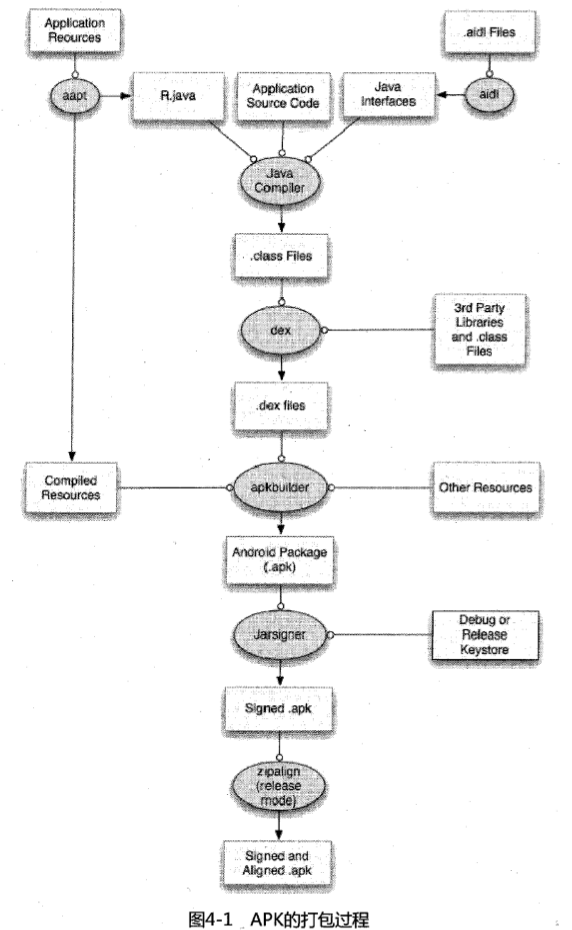 Application
Reources
.aidl Files
aapt
R.java
Application
Source Code
Java
Interfaces
aidl
Java
Compiler
.class Files
dex
3rd Party
Libraries
and .class
Files
.dex files
Compiled
Resources
apkbuilder
Other Resources
Android Package
(.apk)
Jarsigner
Debug or
Release
Keystore
Signed .apk
zipalign
(release
mode)
Signed and
Aligned .apk
图4-1 APK的打包过程